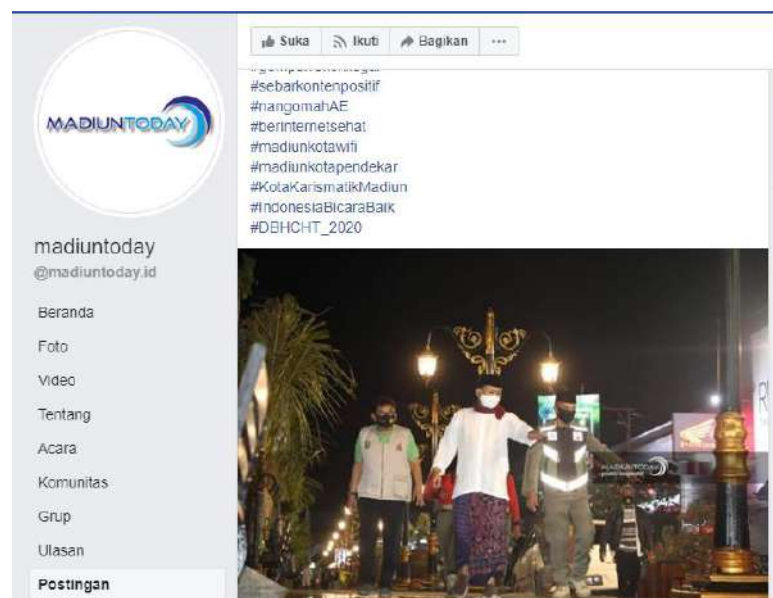 MADIUNTODAY
madiuntoday
@madiuntoday.id
Beranda
Foto
Video
Tentang
Acara
Komunitas
Grup
Ulasan
Postingan
Suka
Ikuti
Bagikan
#sebarkontenpositif
#nangomahAE
#berinternetsehat
#madiunkotawifi
#madiunkotapendekar
#KotaKarismatikMadiun
#IndonesiaBicaraBaik
#DBHCHT_2020
MADIUNTODAY